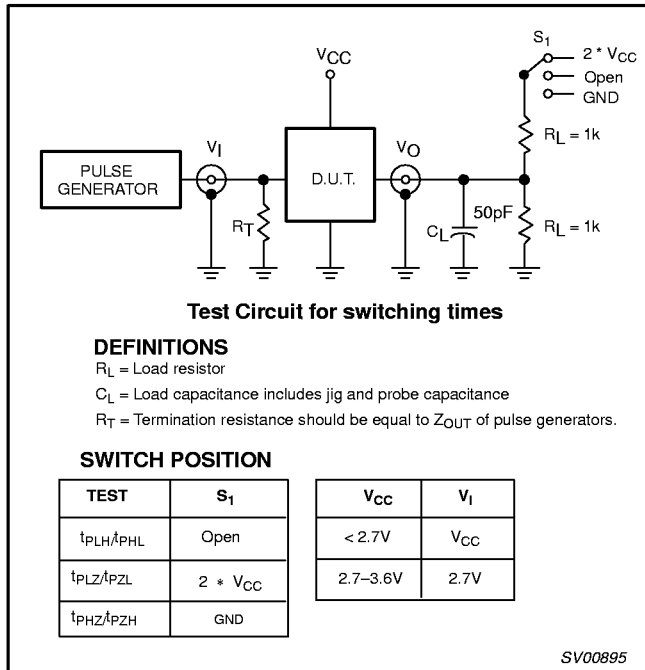 S1
2 * VCC
Open
GND
VCC
RL = 1k
VI
VO
PULSE
GENERATOR
D.U.T.
RT
50pF
CL
RL = 1k
Test Circuit for switching times
DEFINITIONS
RL = Load resistor
CL = Load capacitance includes jig and probe capacitance
RT = Termination resistance should be equal to ZOUT of pulse generators.
SWITCH POSITION
TEST S1
tPLH/tPHL Open
tPLZ/tPZL 2 * VCC
tPHZ/tPZH GND
VCC VI
< 2.7V VCC
2.7–3.6V 2.7V
SV00895